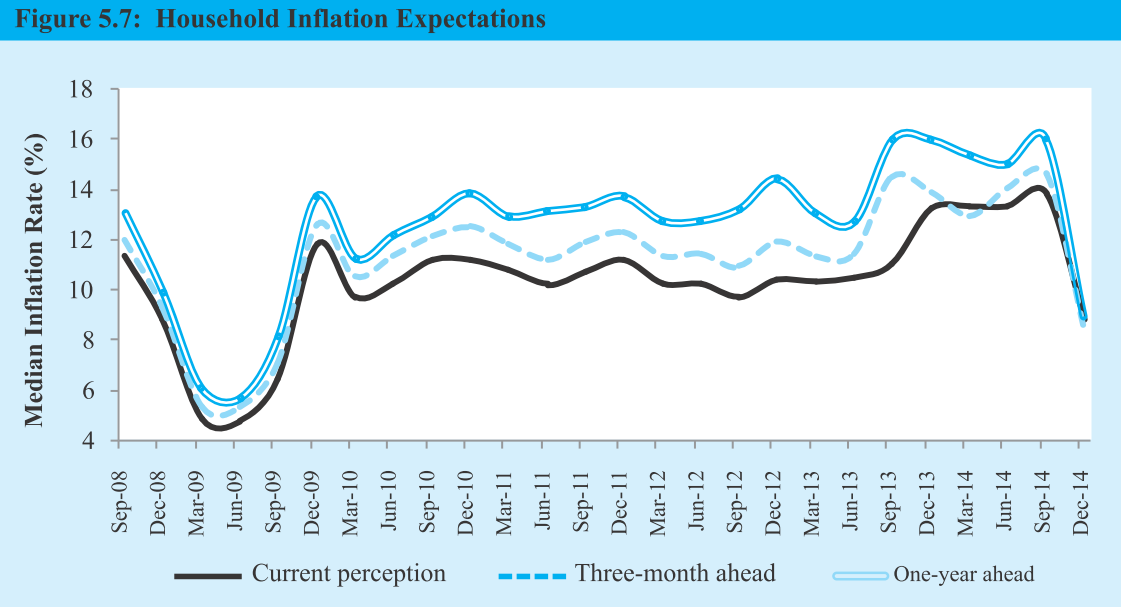 Figure 5.7: Household Inflation Expectations
Median Inflation Rate (%)
18
16
14
12
10
8
6
4
Sep-08
Dec-08
Mar-09
Jun-09
Sep-09
Dec-09
Mar-10
Jun-10
Sep-10
Dec-10
Mar-11
Jun-11
Sep-11
Dec-11
Mar-12
Jun-12
Sep-12
Dec-12
Mar-13
Jun-13
Sep-13
Dec-13
Mar-14
Jun-14
Sep-14
Dec-14
Current perception
Three-month ahead
One-year ahead